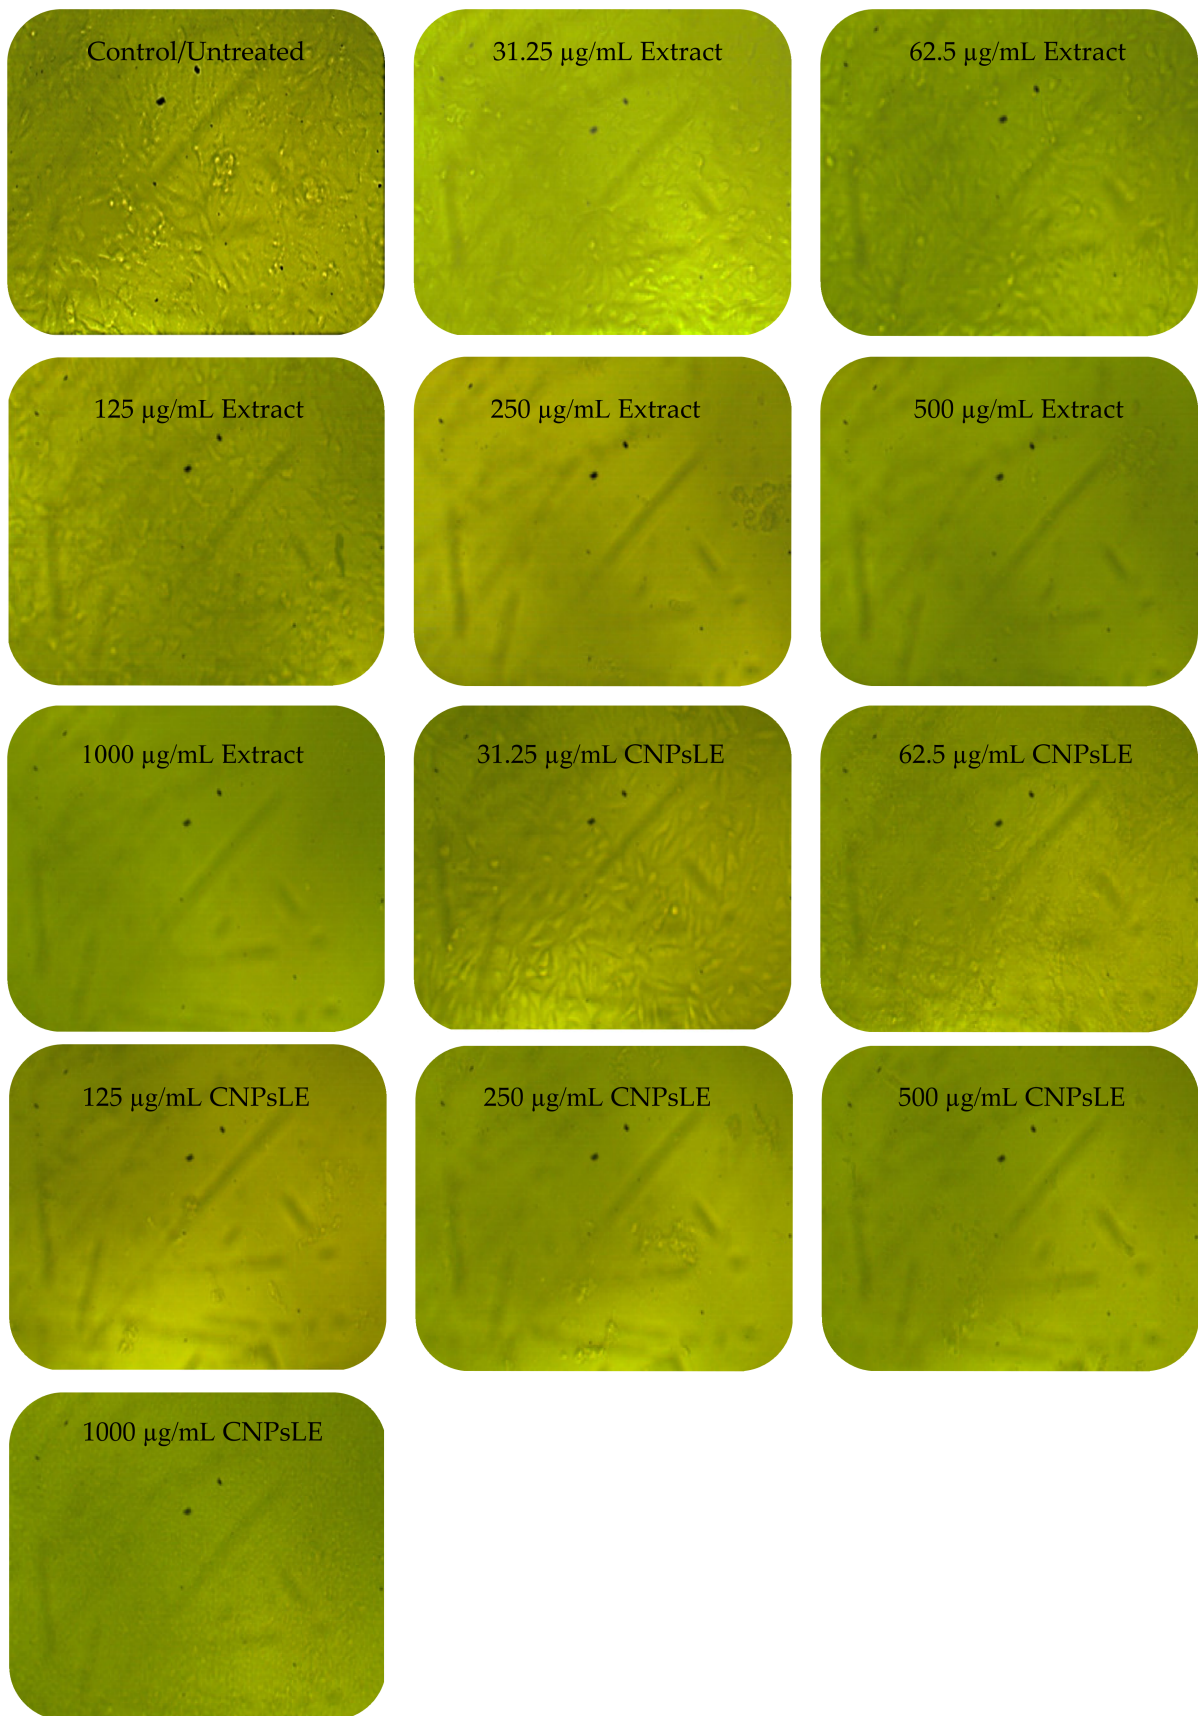 Control/Untreated
31.25 µg/mL Extract
62.5 µg/mL Extract
125 µg/mL Extract
250 µg/mL Extract
500 µg/mL Extract
1000 µg/mL Extract
31.25 µg/mL CNPsLE
62.5 µg/mL CNPsLE
125 µg/mL CNPsLE
250 µg/mL CNPsLE
500 µg/mL CNPsLE
1000 µg/mL CNPsLE